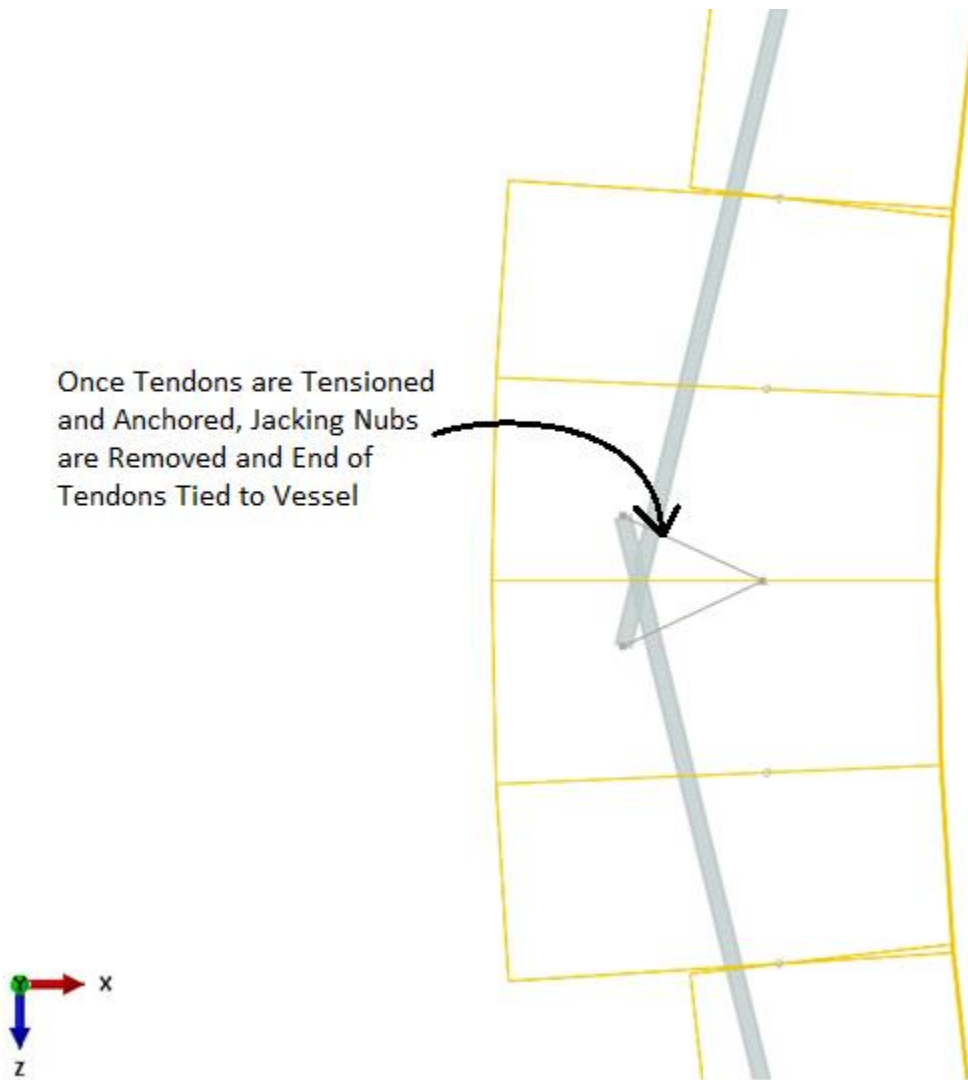 Once Tendons are Tensioned
and Anchored, Jacking Nubs
are Removed and End of
Tendons Tied to Vessel
Y
X
Z